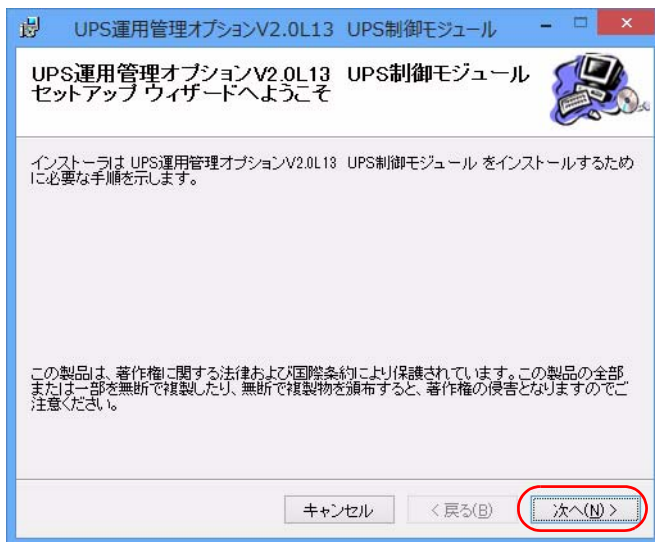 UPS運用管理オプションV2.0L13 UPS制御モジュール
UPS運用管理オプションV2.0L13 UPS制御モジュール
セットアップ ウィザードへようこそ
インストーラは UPS運用管理オプションV2.0L13 UPS制御モジュール をインストールするため
に必要な手順を示します。
この製品は、著作権に関する法律および国際条約により保護されています。この製品の全部
または一部を無断で複製したり、無断で複製物を頒布すると、著作権の侵害となりますのでご
注意ください。
キャンセル
< 戻る(B)
次へ(N) >